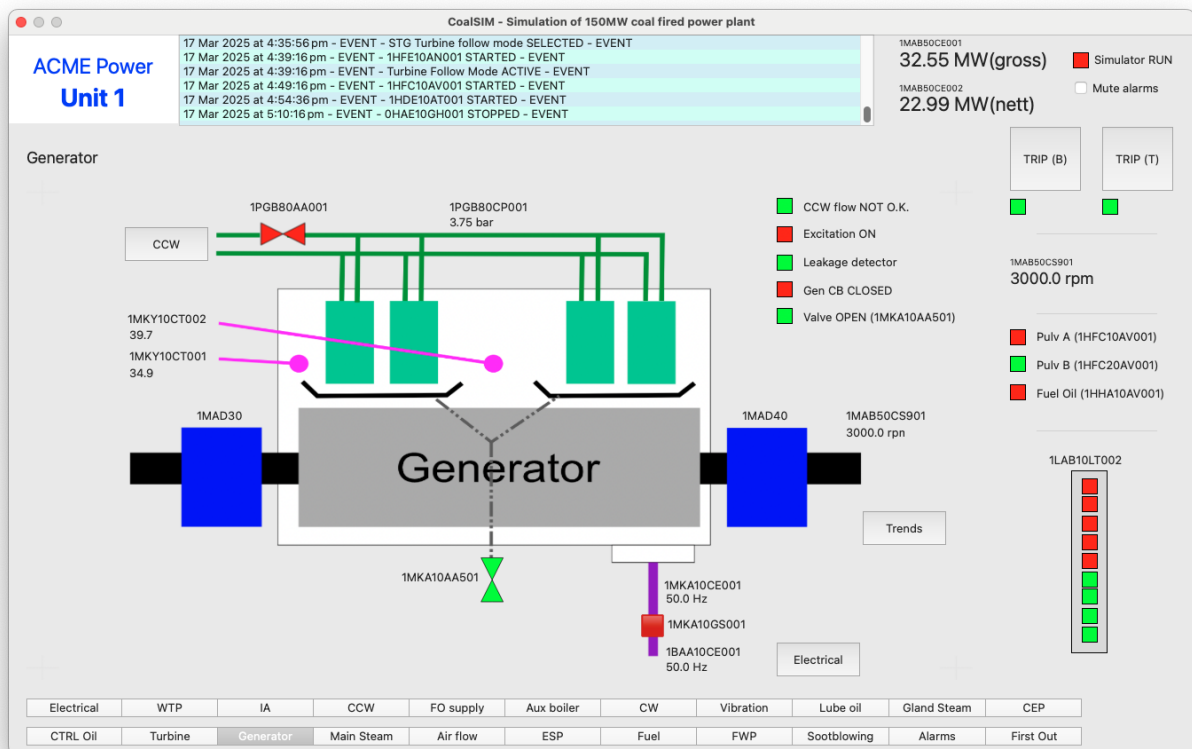 CoalSIM - Simulation of 150MW coal fired power plant
ACME Power
Unit 1
17 Mar 2025 at 4:35:56 pm - EVENT - STG Turbine follow mode SELECTED - EVENT
17 Mar 2025 at 4:39:16 pm - EVENT - 1HFE10AN001 STARTED - EVENT
17 Mar 2025 at 4:39:16 pm - EVENT - Turbine Follow Mode ACTIVE - EVENT
17 Mar 2025 at 4:49:16 pm - EVENT - 1HFC10AV001 STARTED - EVENT
17 Mar 2025 at 4:54:36 pm - EVENT - 1HDE10AT001 STARTED - EVENT
17 Mar 2025 at 5:10:16 pm - EVENT - 0HAE10GH001 STOPPED - EVENT
1MAB50CE001
32.55 MW(gross)
1MAB50CE002
22.99 MW(nett)
Simulator RUN
Mute alarms
TRIP (B)
TRIP (T)
Generator
1PGB80AA001
1PGB80CP001
3.75 bar
CCW
CCW flow NOT O.K.
Excitation ON
Leakage detector
Gen CB CLOSED
Valve OPEN (1MKA10AA501)
1MAB50CS901
3000.0 rpm
1MKY10CT002
39.7
1MKY10CT001
34.9
Pulv A (1HFC10AV001)
Pulv B (1HFC20AV001)
Fuel Oil (1HHA10AV001)
1MAD30
1MAD40
1MAB50CS901
3000.0 rpn
Generator
1LAB10LT002
Trends
1MKA10AA501
1MKA10CE001
50.0 Hz
1MKA10GS001
1BAA10CE001
50.0 Hz
Electrical
Electrical WTP IA CCW FO supply Aux boiler CW Vibration Lube oil Gland Steam CEP
CTRL Oil Turbine Generator Main Steam Air flow ESP Fuel FWP Sootblowing Alarms First Out